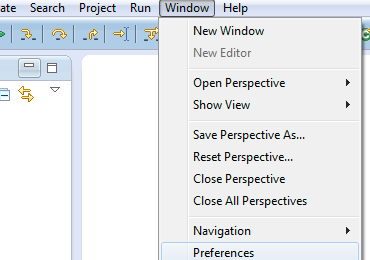 ate Search Project Run Window Help
New Window
New Editor
Open Perspective
Show View
Save Perspective As...
Reset Perspective...
Close Perspective
Close All Perspectives
Navigation
Preferences